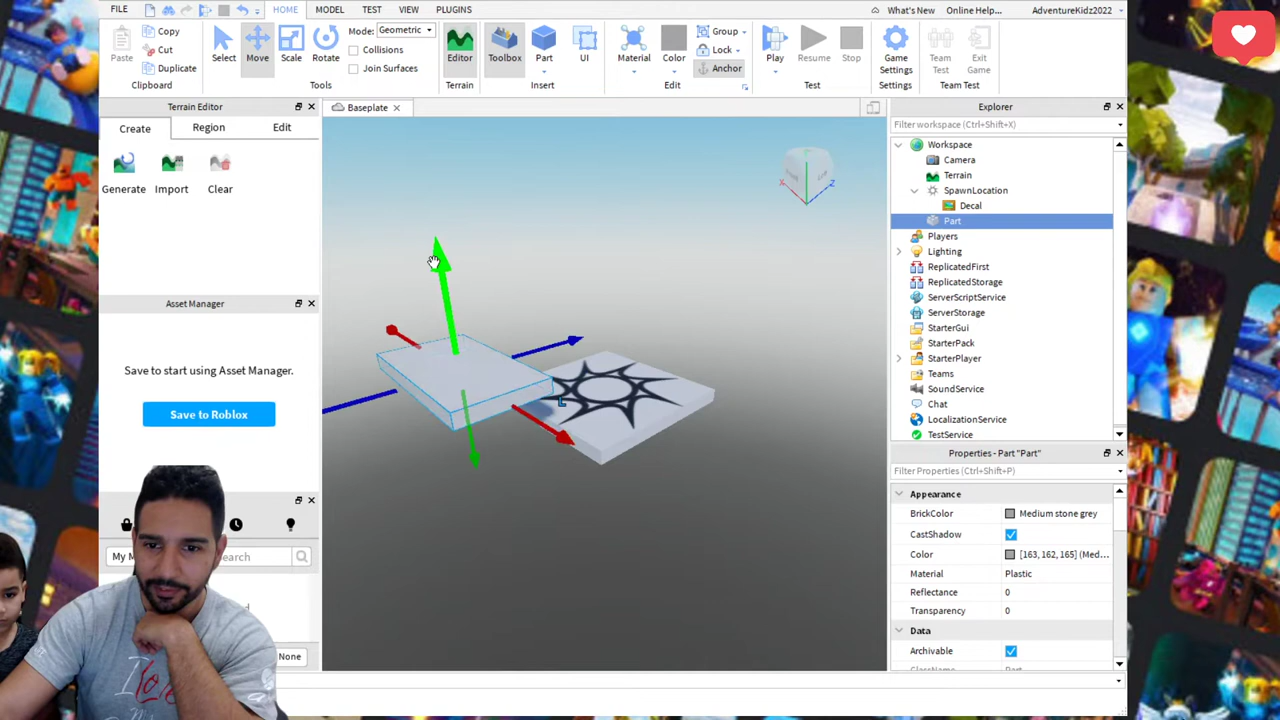 FILE HOME MODEL TEST VIEW PLUGINS What's New Online Help... AdventureKidz2022
Paste Copy Cut Duplicate Clipboard
Select Move Scale Rotate Mode: Geometric Collisions Join Surfaces Tools
Editor Terrain
Toolbox Part UI Insert
Material Color Group Lock Anchor Edit
Play Resume Stop Test
Game Settings Settings
Team Test Exit Game Team Test
Terrain Editor
Create Region Edit
Generate Import Clear
Asset Manager
Save to start using Asset Manager.
Save to Roblox
My
Search
None
Baseplate
X Z
L
Explorer
Filter workspace (Ctrl+Shift+X)
Workspace
Camera
Terrain
SpawnLocation
Decal
Part
Players
Lighting
ReplicatedFirst
ReplicatedStorage
ServerScriptService
ServerStorage
StarterGui
StarterPack
StarterPlayer
Teams
SoundService
Chat
LocalizationService
TestService
Properties - Part "Part"
Filter Properties (Ctrl+Shift+P)
Appearance
BrickColor Medium stone grey
CastShadow
Color [163, 162, 165] (Med...
Material Plastic
Reflectance 0
Transparency 0
Data
Archivable